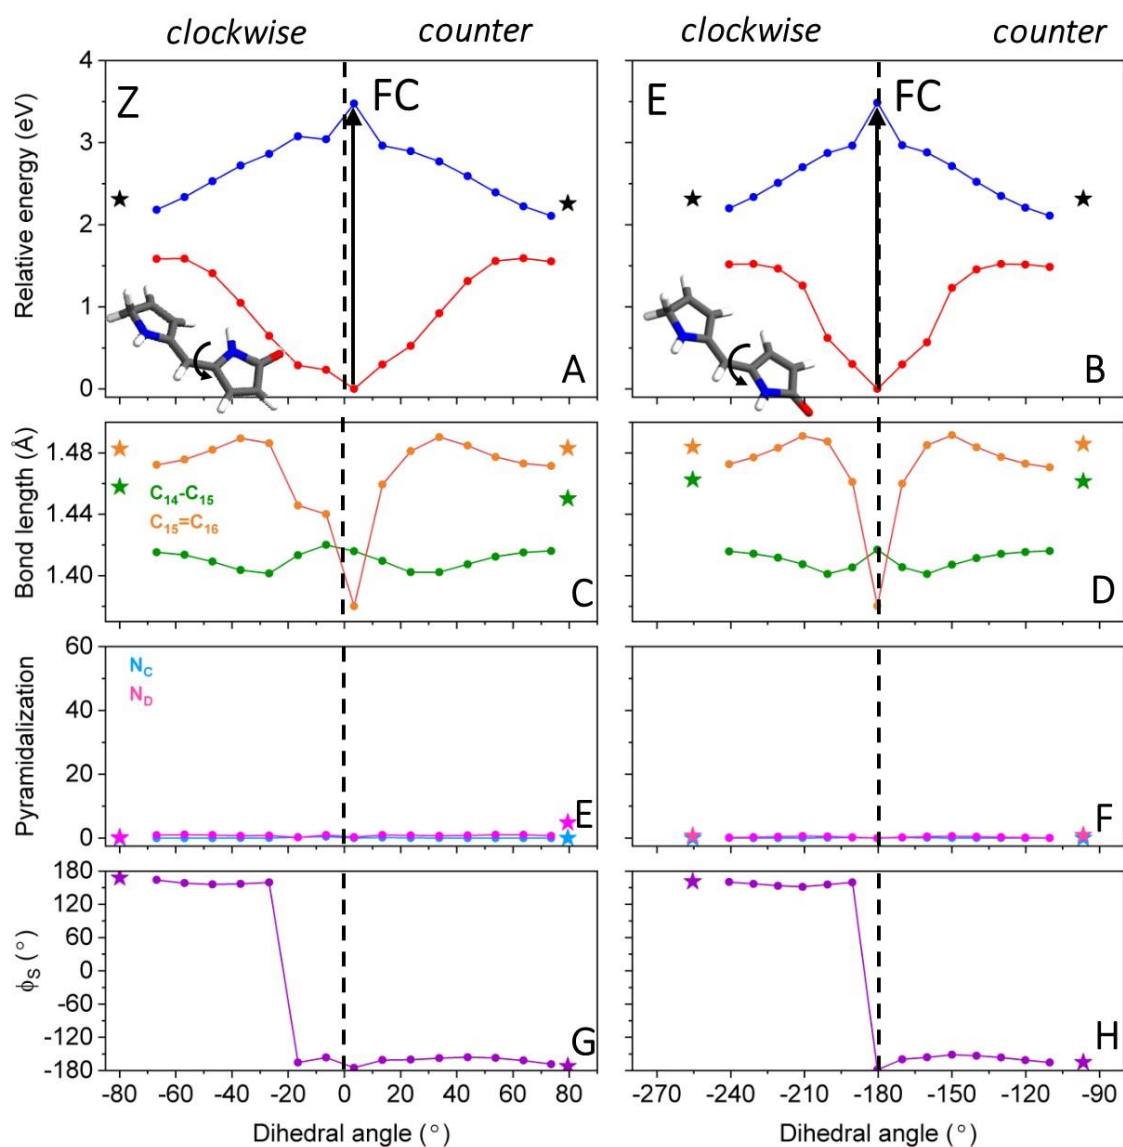 clockwise counter clockwise counter
Z FC E FC
Relative energy (eV)
4
3
2
1
0
A B
Bond length (Å)
1.48
1.44
1.40
C14-C15
C15=C16
C D
Pyramidalization
60
40
20
0
NC
ND
E F
ϕS (°)
180
120
60
0
-60
-120
-180
G H
-80 -60 -40 -20 0 20 40 60 80 -270 -240 -210 -180 -150 -120 -90
Dihedral angle (°) Dihedral angle (°)